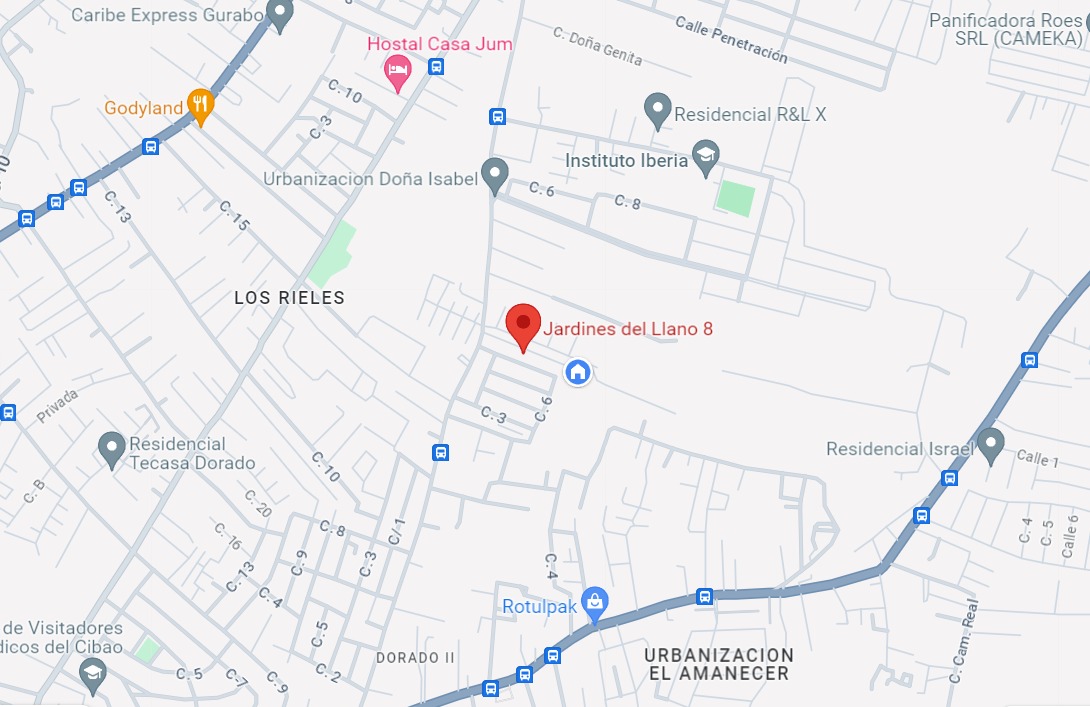 Caribe Express Gurabo
Hostal Casa Jum
C. Doña Genita
Calle Penetración
Panificadora Roes
SRL (CAMEKA)
C. 10
Godyland
C. 3
Residencial R&L X
Instituto Iberia
10
Urbanizacion Doña Isabel
C. 6
C. 8
C. 13
C. 15
LOS RIELES
Jardines del Llano 8
Privada
C. 3
C. 6
Residencial
Tecasa Dorado
Residencial Israel
Calle 1
C. 10
C. B
C. 20
C. 16
C. 8
C/1
C. 4
C. 5
Calle 6
C. 9
C. 3
C. 4
C. 13
C. 4
Rotulpak
C. 5
de Visitadores
dicos del Cibao
DORADO II
URBANIZACION
EL AMANECER
C. Cam. Real
C. 5
C. 7
C. 9
C. 2